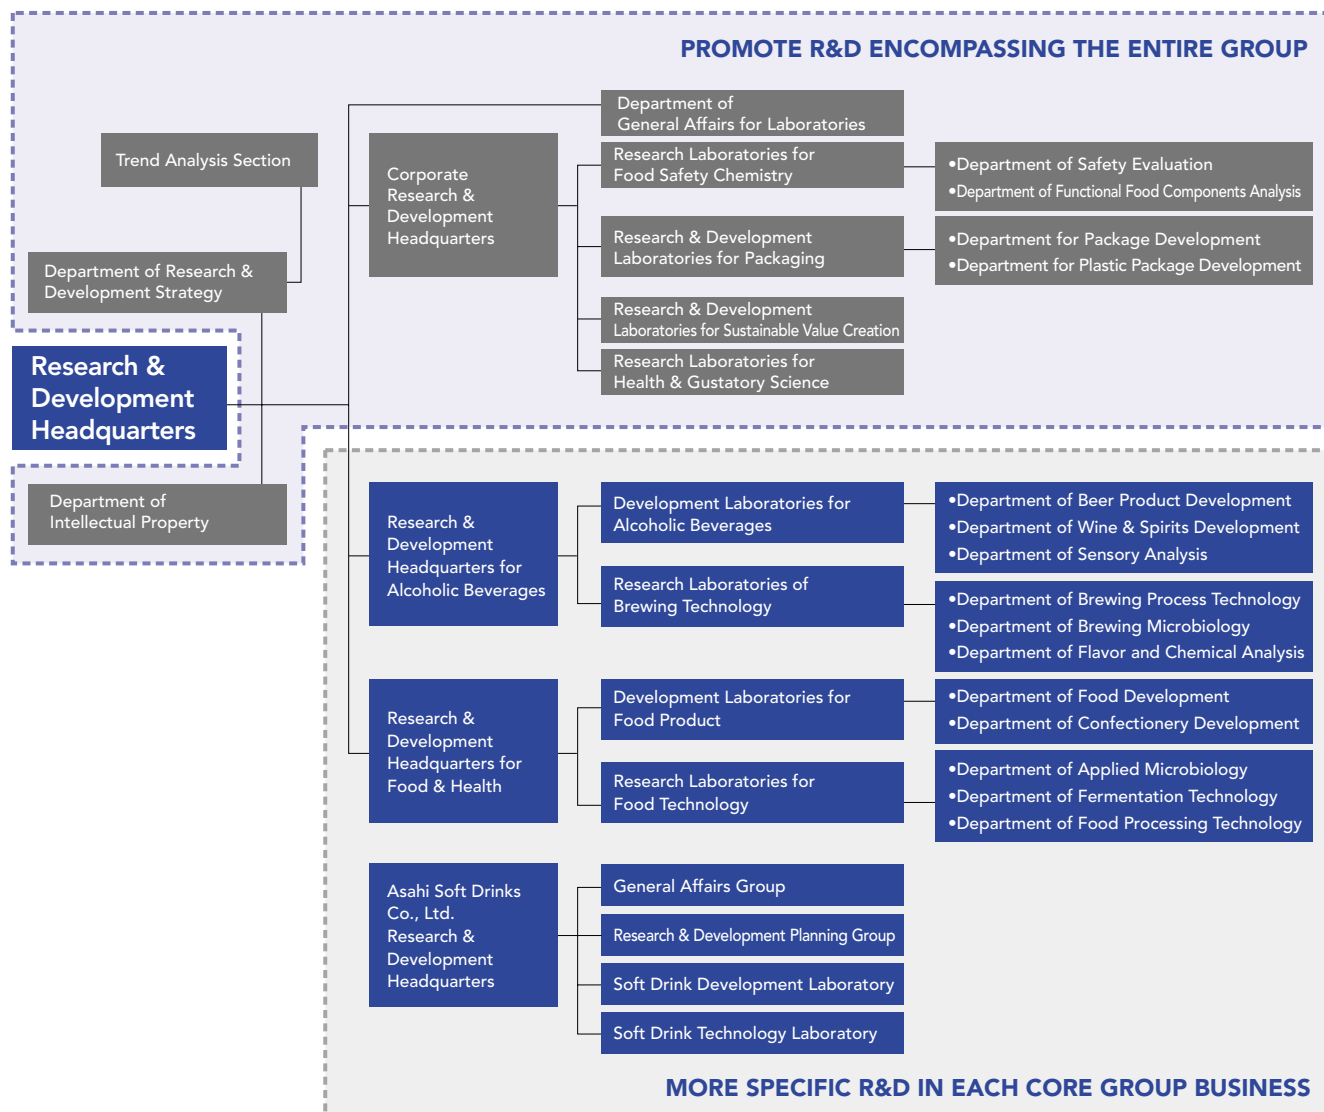 PROMOTE R&D ENCOMPASSING THE ENTIRE GROUP
Trend Analysis Section
Department of Research &
Development Strategy
Research &
Development
Headquarters
Department of
Intellectual Property
Department of
General Affairs for Laboratories
Corporate
Research &
Development
Headquarters
Research Laboratories for
Food Safety Chemistry
•Department of Safety Evaluation
•Department of Functional Food Components Analysis
Research & Development
Laboratories for Packaging
•Department for Package Development
•Department for Plastic Package Development
Research & Development
Laboratories for Sustainable Value Creation
Research Laboratories for
Health & Gustatory Science
Research &
Development
Headquarters for
Alcoholic Beverages
Development Laboratories for
Alcoholic Beverages
•Department of Beer Product Development
•Department of Wine & Spirits Development
•Department of Sensory Analysis
Research Laboratories of
Brewing Technology
•Department of Brewing Process Technology
•Department of Brewing Microbiology
•Department of Flavor and Chemical Analysis
Research &
Development
Headquarters for
Food & Health
Development Laboratories for
Food Product
•Department of Food Development
•Department of Confectionery Development
Research Laboratories for
Food Technology
•Department of Applied Microbiology
•Department of Fermentation Technology
•Department of Food Processing Technology
Asahi Soft Drinks
Co., Ltd.
Research &
Development
Headquarters
General Affairs Group
Research & Development Planning Group
Soft Drink Development Laboratory
Soft Drink Technology Laboratory
MORE SPECIFIC R&D IN EACH CORE GROUP BUSINESS